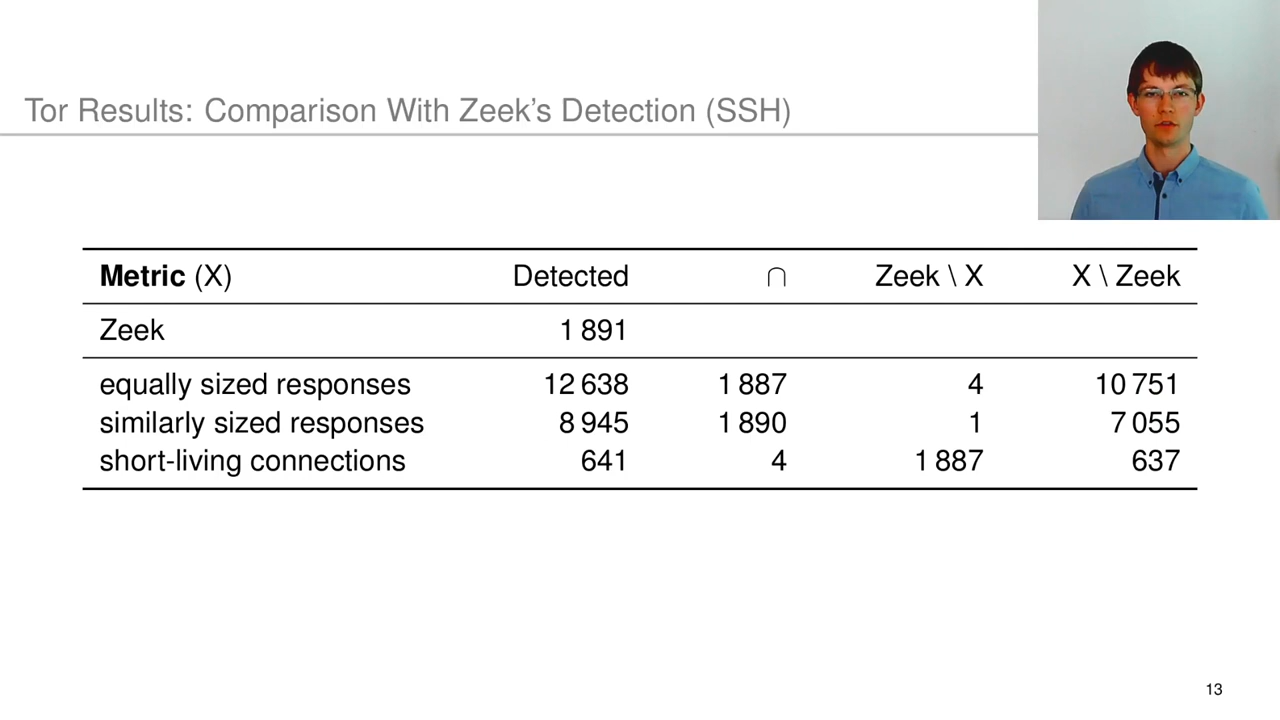 Tor Results: Comparison With Zeek's Detection (SSH)
Metric (X) Detected ∩ Zeek \ X X \ Zeek
Zeek 1 891
equally sized responses 12 638 1 887 4 10 751
similarly sized responses 8 945 1 890 1 7 055
short-living connections 641 4 1 887 637
13